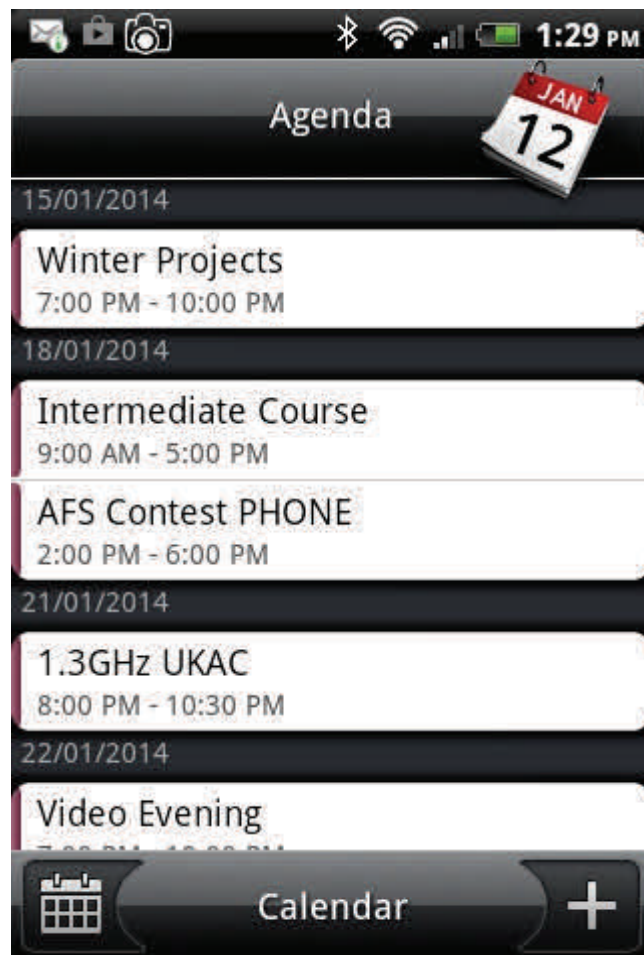 1:29 PM
Agenda
JAN
12
15/01/2014
Winter Projects
7:00 PM - 10:00 PM
18/01/2014
Intermediate Course
9:00 AM - 5:00 PM
AFS Contest PHONE
2:00 PM - 6:00 PM
21/01/2014
1.3GHz UKAC
8:00 PM - 10:30 PM
22/01/2014
Video Evening
Calendar